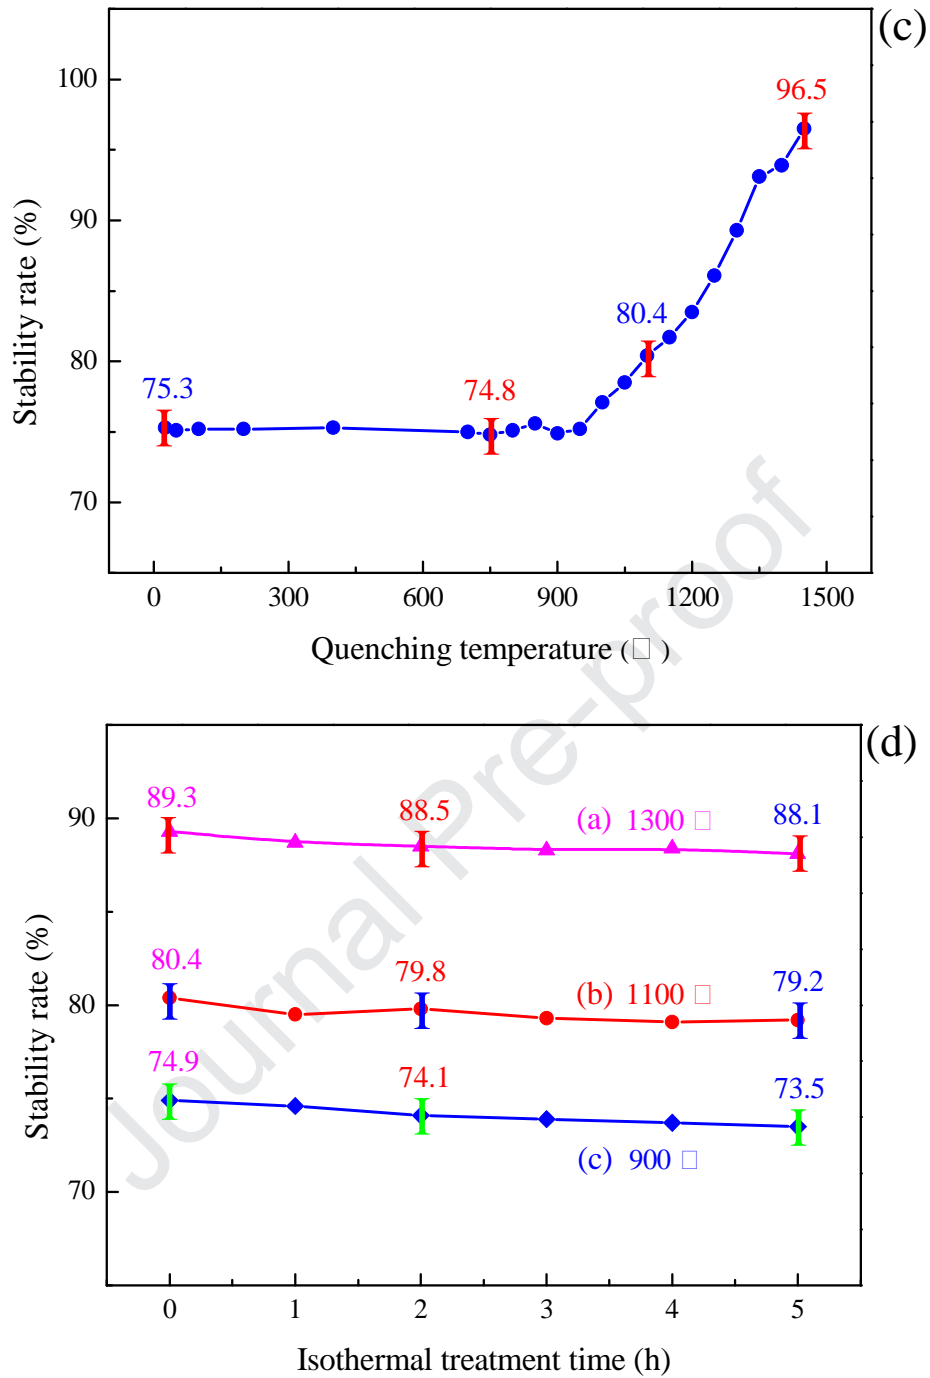 (c)
100
96.5
90
80.4
80
75.3
74.8
70
Stability rate (%)
0 300 600 900 1200 1500
Quenching temperature (□)
(d)
89.3
88.5
(a) 1300 □
88.1
90
80.4
79.8
(b) 1100 □
79.2
80
74.9
74.1
73.5
(c) 900 □
70
Stability rate (%)
0 1 2 3 4 5
Isothermal treatment time (h)
Journal Pre-proof